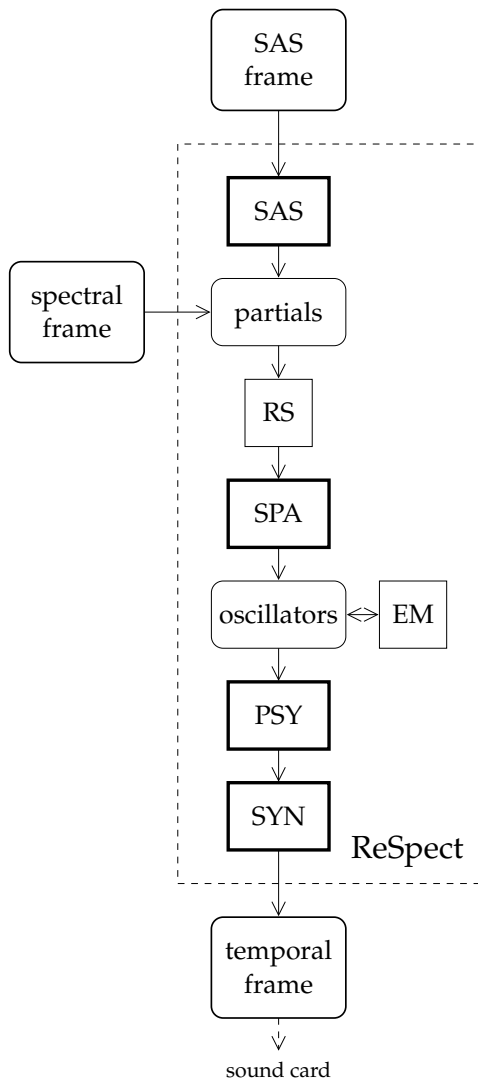 SAS
frame
SAS
spectral
frame
partials
RS
SPA
oscillators
EM
PSY
SYN
ReSpect
temporal
frame
sound card